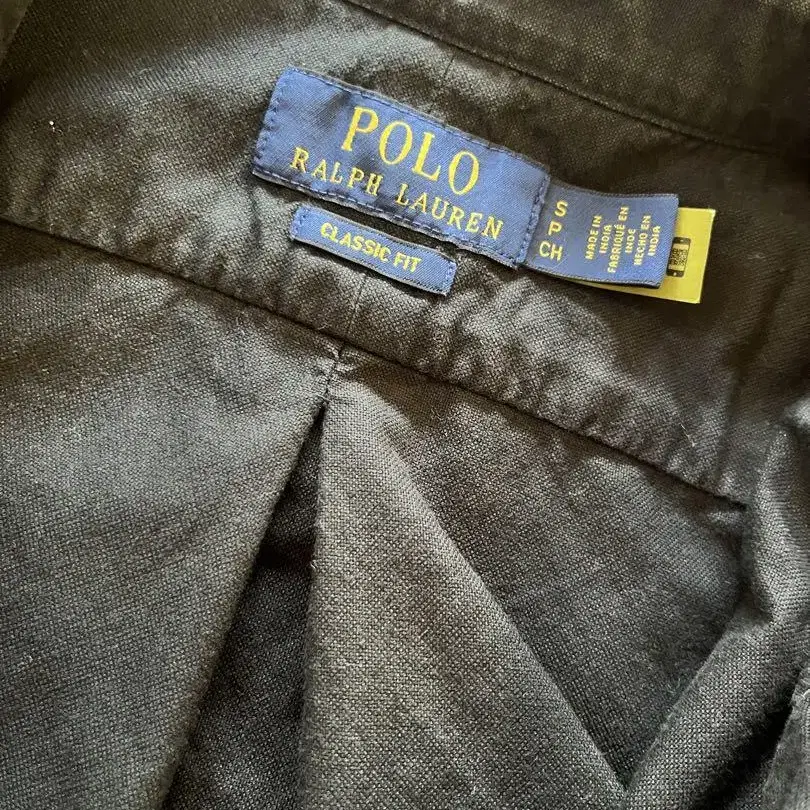 POLO
RALPH LAUREN
CLASSIC FIT
S
P
CH
MADE IN
INDIA
FABRIQUÉ EN
INDE
HECHO EN
INDIA